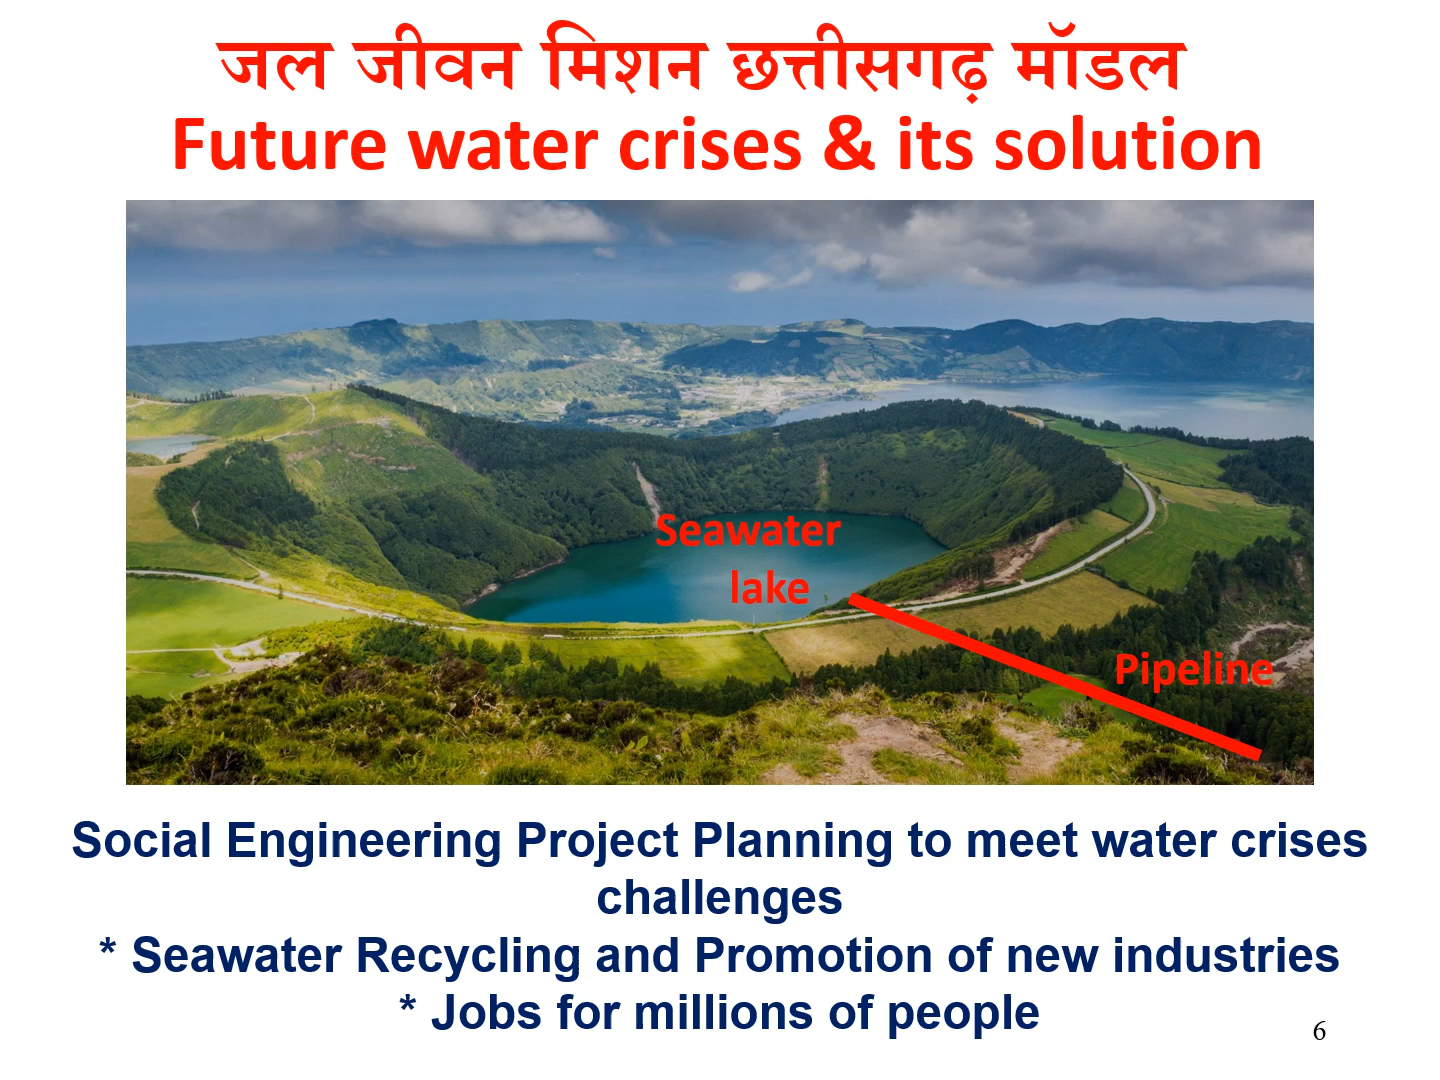 जल जीवन मिशन छत्तीसगढ़ मॉडल
Future water crises & its solution
Seawater
lake
Pipeline
Social Engineering Project Planning to meet water crises
challenges
* Seawater Recycling and Promotion of new industries
* Jobs for millions of people
6